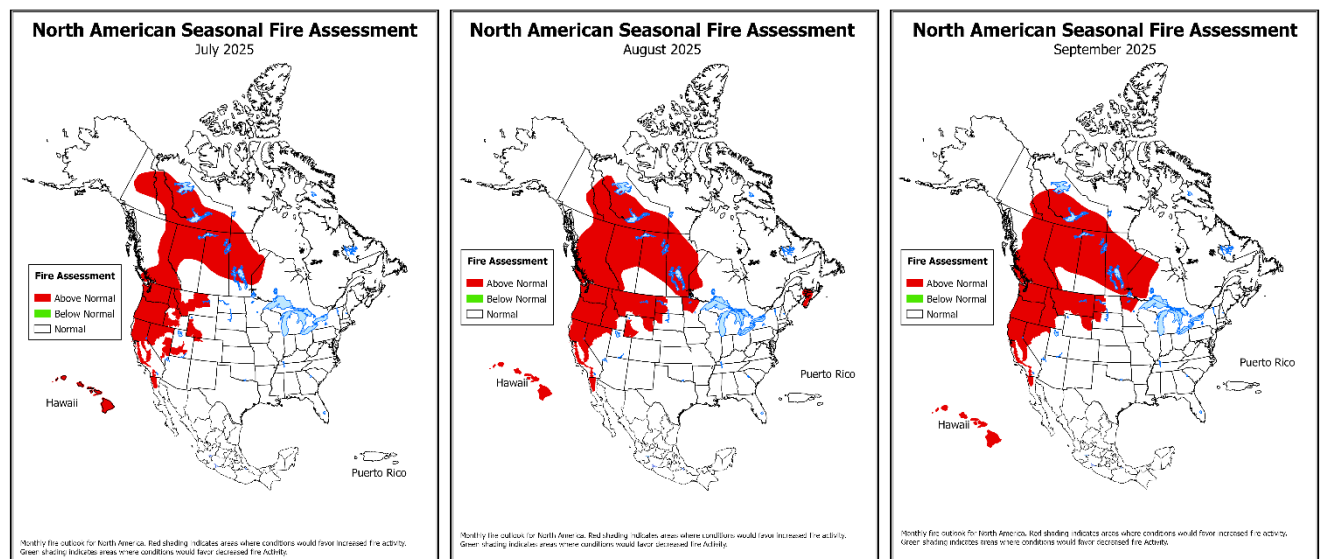 North American Seasonal Fire Assessment
July 2025
Fire Assessment
Above Normal
Below Normal
Normal
Hawaii
Puerto Rico
Monthly fire outlook for North America. Red shading indicates areas where conditions would favor increased fire activity.
Green shading indicates areas where conditions would favor decreased fire Activity.
North American Seasonal Fire Assessment
August 2025
Fire Assessment
Above Normal
Below Normal
Normal
Hawaii
Puerto Rico
Monthly fire outlook for North America. Red shading indicates areas where conditions would favor increased fire activity.
Green shading indicates areas where conditions would favor decreased fire Activity.
North American Seasonal Fire Assessment
September 2025
Fire Assessment
Above Normal
Below Normal
Normal
Puerto Rico
Hawaii
Monthly fire outlook for North America. Red shading indicates areas where conditions would favor increased fire activity.
Green shading indicates areas where conditions would favor decreased fire Activity.